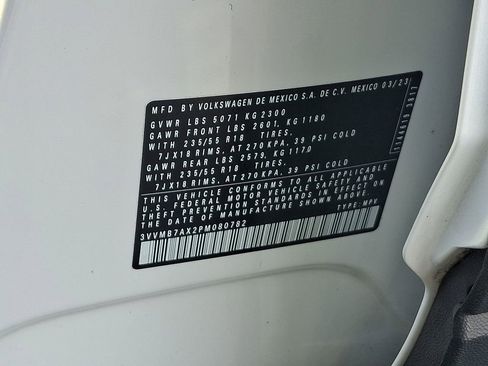 MFD BY VOLKSWAGEN DE MEXICO S.A. DE C.V. MEXICO 03/23
GVWR LBS 5071 KG 2300
GAWR FRONT LBS 2601, KG 1180
WITH 235/55 R18 TIRES.
7JX18 RIMS, AT 270 KPA, 39 PSI COLD
GAWR REAR LBS 2579, KG 1170
WITH 235/55 R18 TIRES.
7JX18 RIMS, AT 270 KPA, 39 PSI COLD
THIS VEHICLE CONFORMS TO ALL APPLICABLE
U.S. FEDERAL MOTOR VEHICLE SAFETY AND
THEFT PREVENTION STANDARDS IN EFFECT ON
THE DATE OF MANUFACTURE SHOWN ABOVE.
3VVMB7AX2PM080782 TYPE: MPV